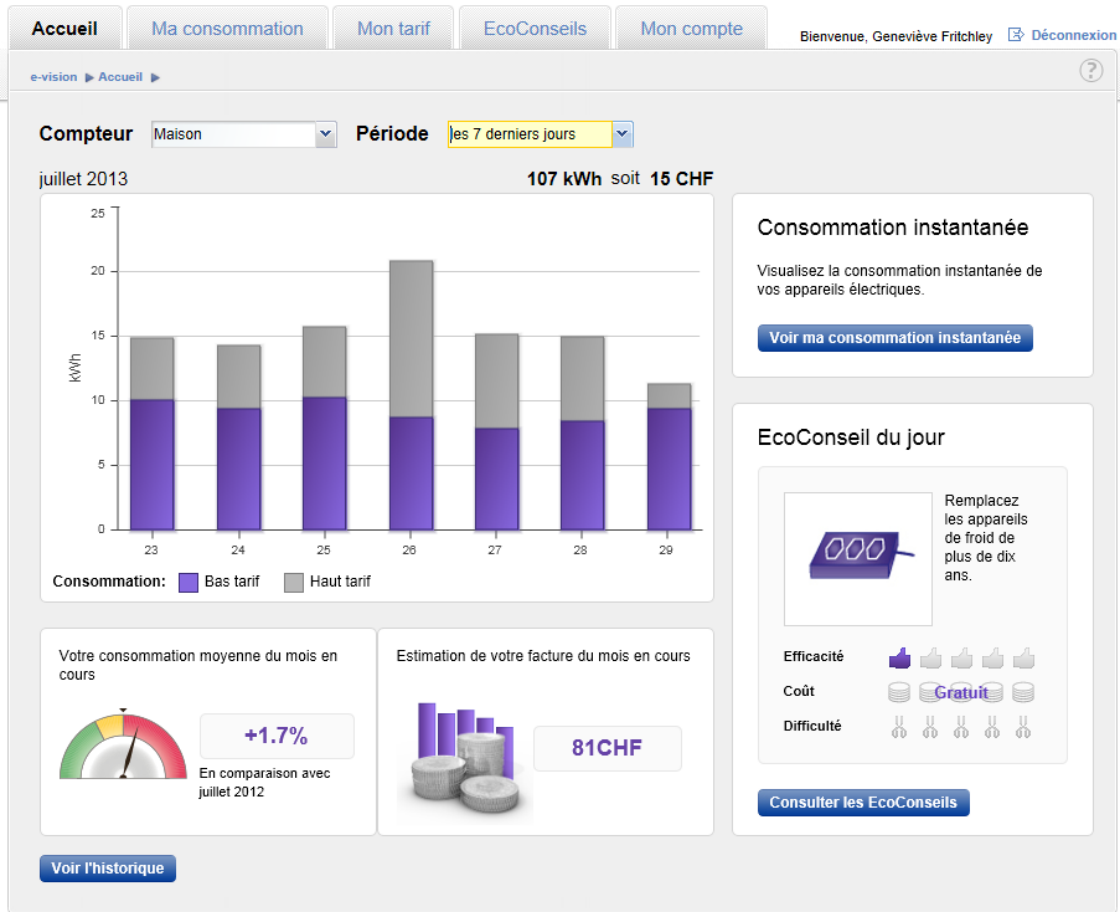 Accueil
Ma consommation
Mon tarif
EcoConseils
Mon compte
Bienvenue, Geneviève Fritchley
Déconnexion
e-vision
Accueil
?
Compteur
Maison
Période
les 7 derniers jours
juillet 2013
107 kWh soit 15 CHF
25
20
15
10
5
0
kWh
23
24
25
26
27
28
29
Consommation:
Bas tarif
Haut tarif
Consommation instantanée
Visualisez la consommation instantanée de
vos appareils électriques.
Voir ma consommation instantanée
EcoConseil du jour
Remplacez
les appareils
de froid de
plus de dix
ans.
Efficacité
Coût
Gratuit
Difficulté
Consulter les EcoConseils
Votre consommation moyenne du mois en
cours
+1.7%
En comparaison avec
juillet 2012
Estimation de votre facture du mois en cours
81CHF
Voir l'historique